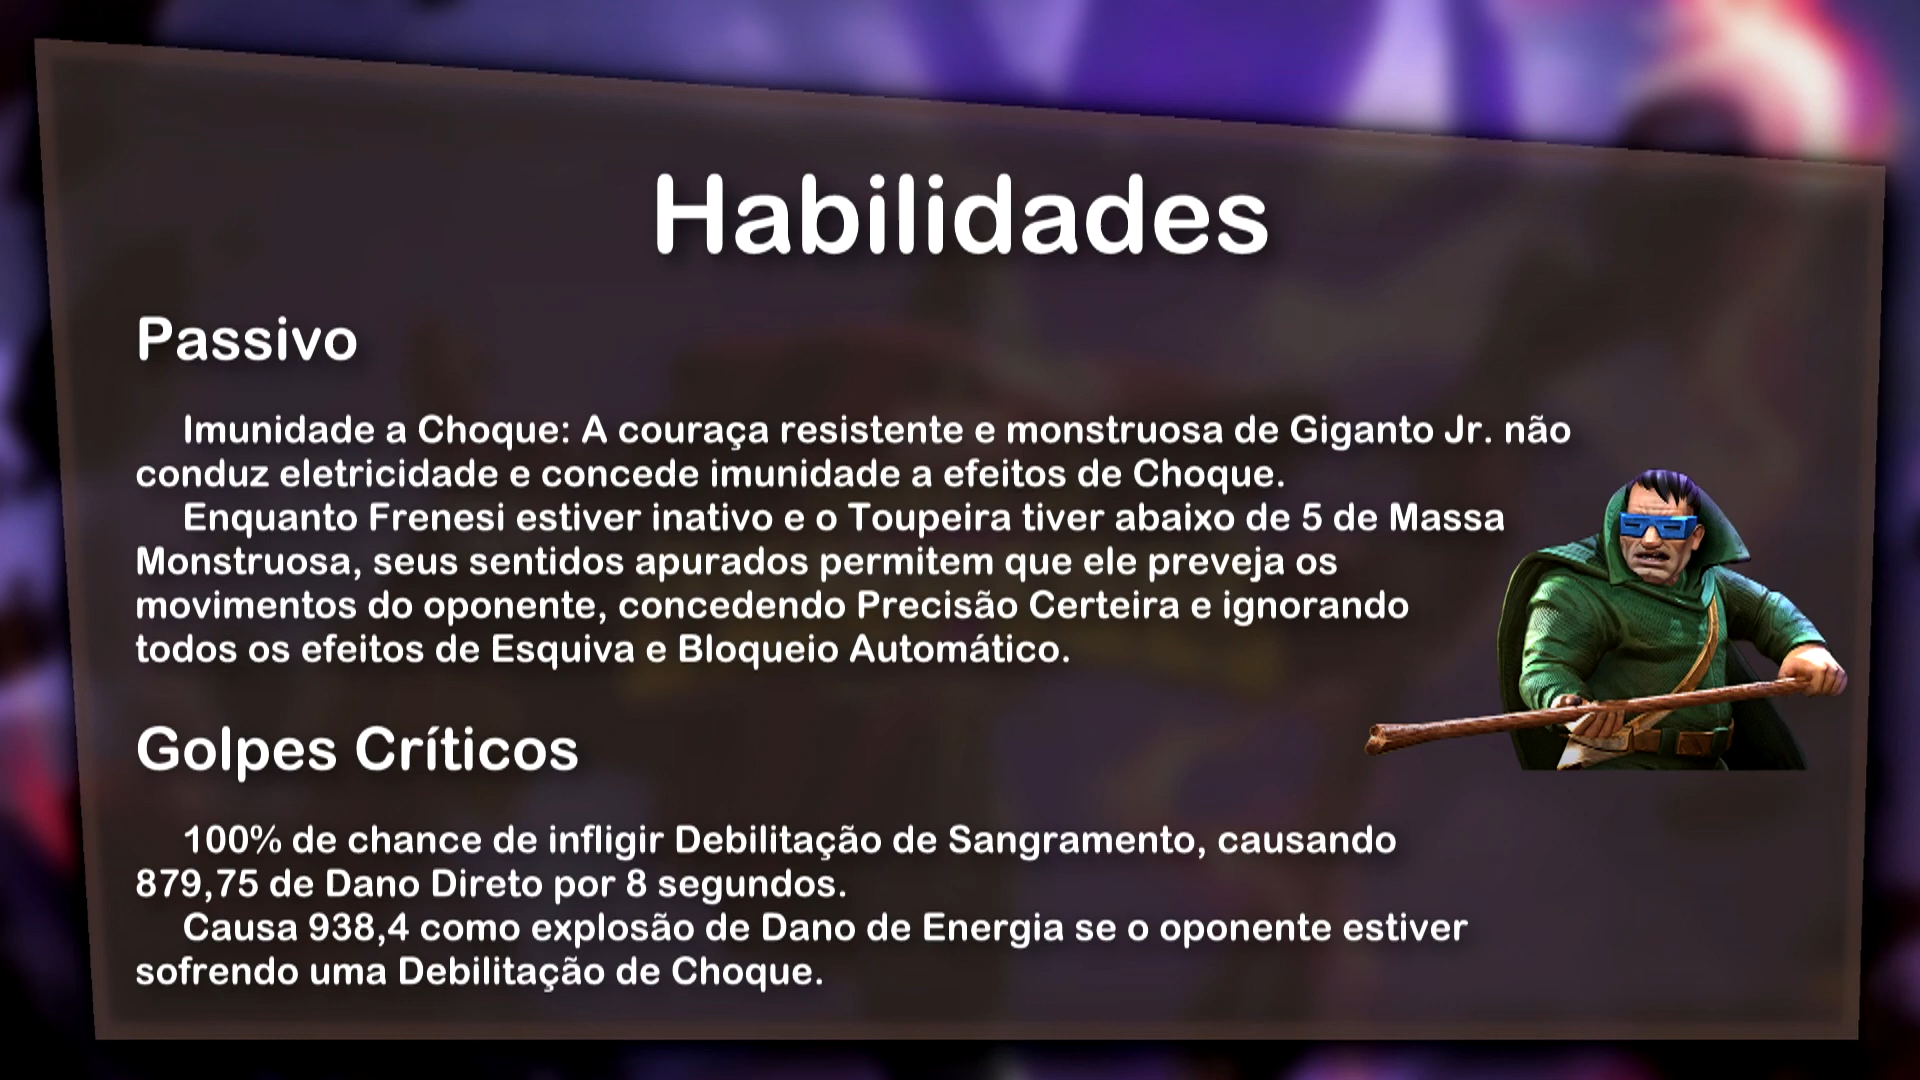 Habilidades
Passivo
Imunidade a Choque: A couraça resistente e monstruosa de Giganto Jr. não
conduz eletricidade e concede imunidade a efeitos de Choque.
Enquanto Frenesi estiver inativo e o Toupeira tiver abaixo de 5 de Massa
Monstruosa, seus sentidos apurados permitem que ele preveja os
movimentos do oponente, concedendo Precisão Certeira e ignorando
todos os efeitos de Esquiva e Bloqueio Automático.
Golpes Críticos
100% de chance de infligir Debilitação de Sangramento, causando
879,75 de Dano Direto por 8 segundos.
Causa 938,4 como explosão de Dano de Energia se o oponente estiver
sofrendo uma Debilitação de Choque.